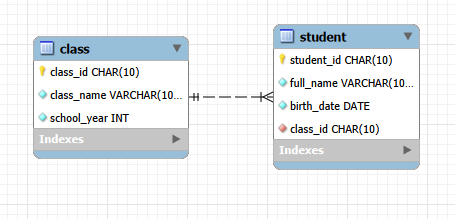 class
class_id CHAR(10)
class_name VARCHAR(10...
school_year INT
Indexes
student
student_id CHAR(10)
full_name VARCHAR(10...
birth_date DATE
class_id CHAR(10)
Indexes